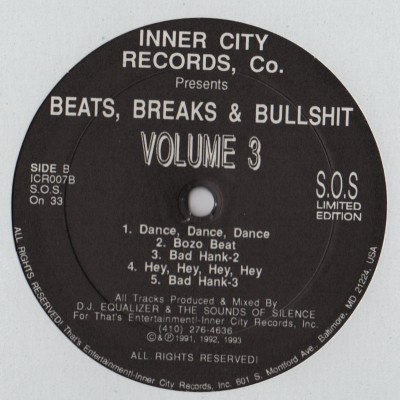 INNER CITY
RECORDS, Co.
Presents
BEATS, BREAKS & BULLSHIT
VOLUME 3
SIDE B
ICR007B
S.O.S.
On 33
S.O.S
LIMITED
EDITION
1. Dance, Dance, Dance
2. Bozo Beat
3. Bad Hank-2
4. Hey, Hey, Hey, Hey
5. Bad Hank-3
All Tracks Produced & Mixed By
D.J. EQUALIZER & THE SOUNDS OF SILENCE
For That's Entertainment!-Inner City Records, Inc.
(410) 276-4636
©&℗1991, 1992, 1993
ALL RIGHTS RESERVED!
ALL RIGHTS RESERVED! That's Entertainment!-Inner City Records, Inc. 601 S. Montford Ave., Baltimore, MD 21224, USA